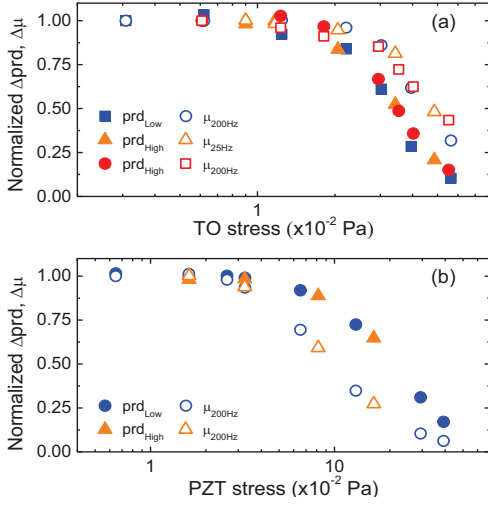 (a)
Normalized Δprd, Δμ
1.00
0.75
0.50
0.25
0.00
prd_Low μ_200Hz
prd_High μ_25Hz
prd_High μ_200Hz
1
TO stress (x10⁻² Pa)
(b)
Normalized Δprd, Δμ
1.00
0.75
0.50
0.25
0.00
prd_Low μ_200Hz
prd_High μ_200Hz
1 10
PZT stress (x10⁻² Pa)